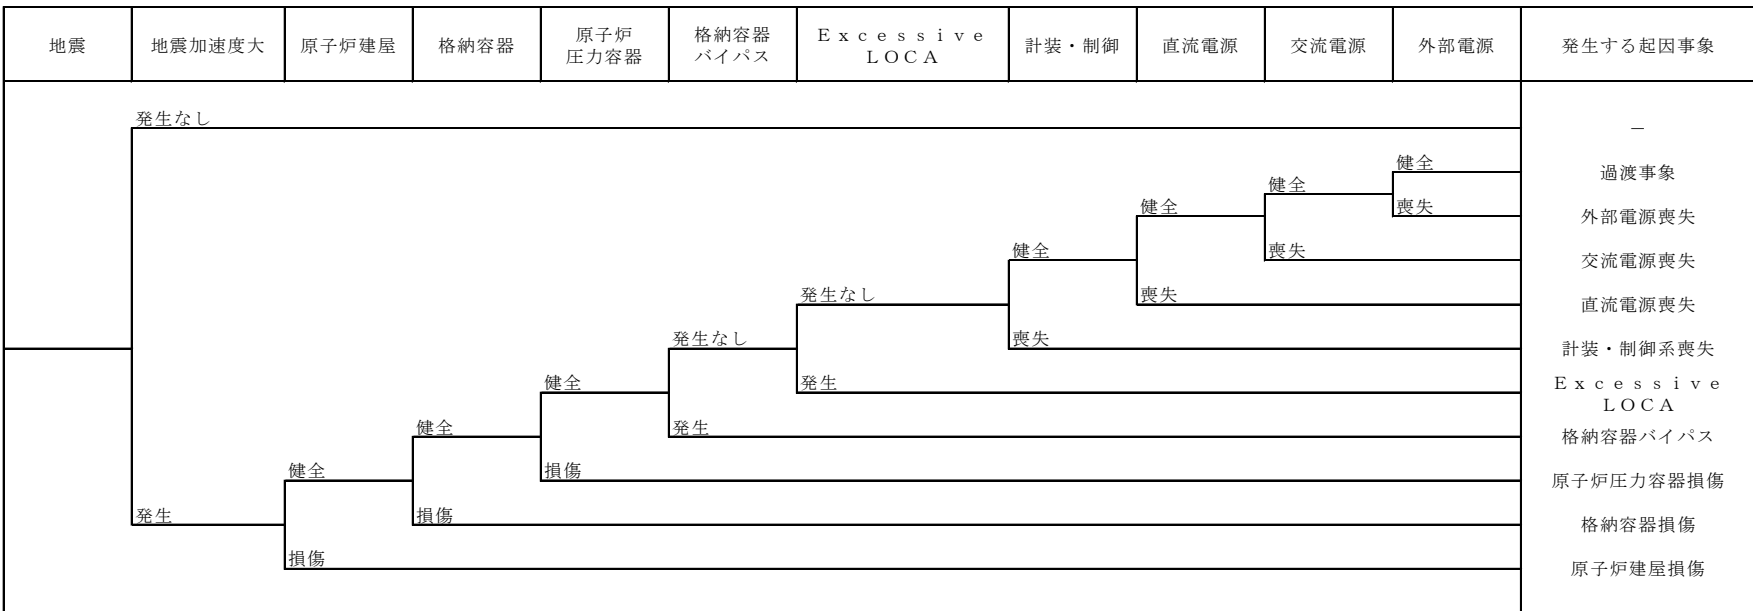 地震
地震加速度大
原子炉建屋
格納容器
原子炉
圧力容器
格納容器
バイパス
Excessive
LOCA
計装・制御
直流電源
交流電源
外部電源
発生する起因事象
発生なし
－
健全
過渡事象
健全
健全
喪失
外部電源喪失
健全
喪失
交流電源喪失
発生なし
喪失
直流電源喪失
発生なし
喪失
計装・制御系喪失
健全
発生
Excessive
LOCA
健全
発生
格納容器バイパス
健全
損傷
原子炉圧力容器損傷
発生
損傷
格納容器損傷
損傷
原子炉建屋損傷